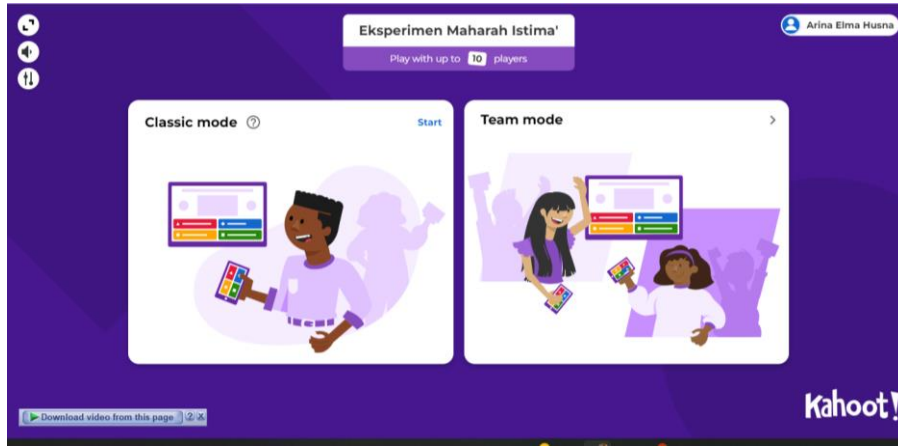 Eksperimen Maharah Istima'
Play with up to 10 players
Arina Elma Husna
Classic mode ?
Start
Team mode
Download video from this page ? X
Kahoot!